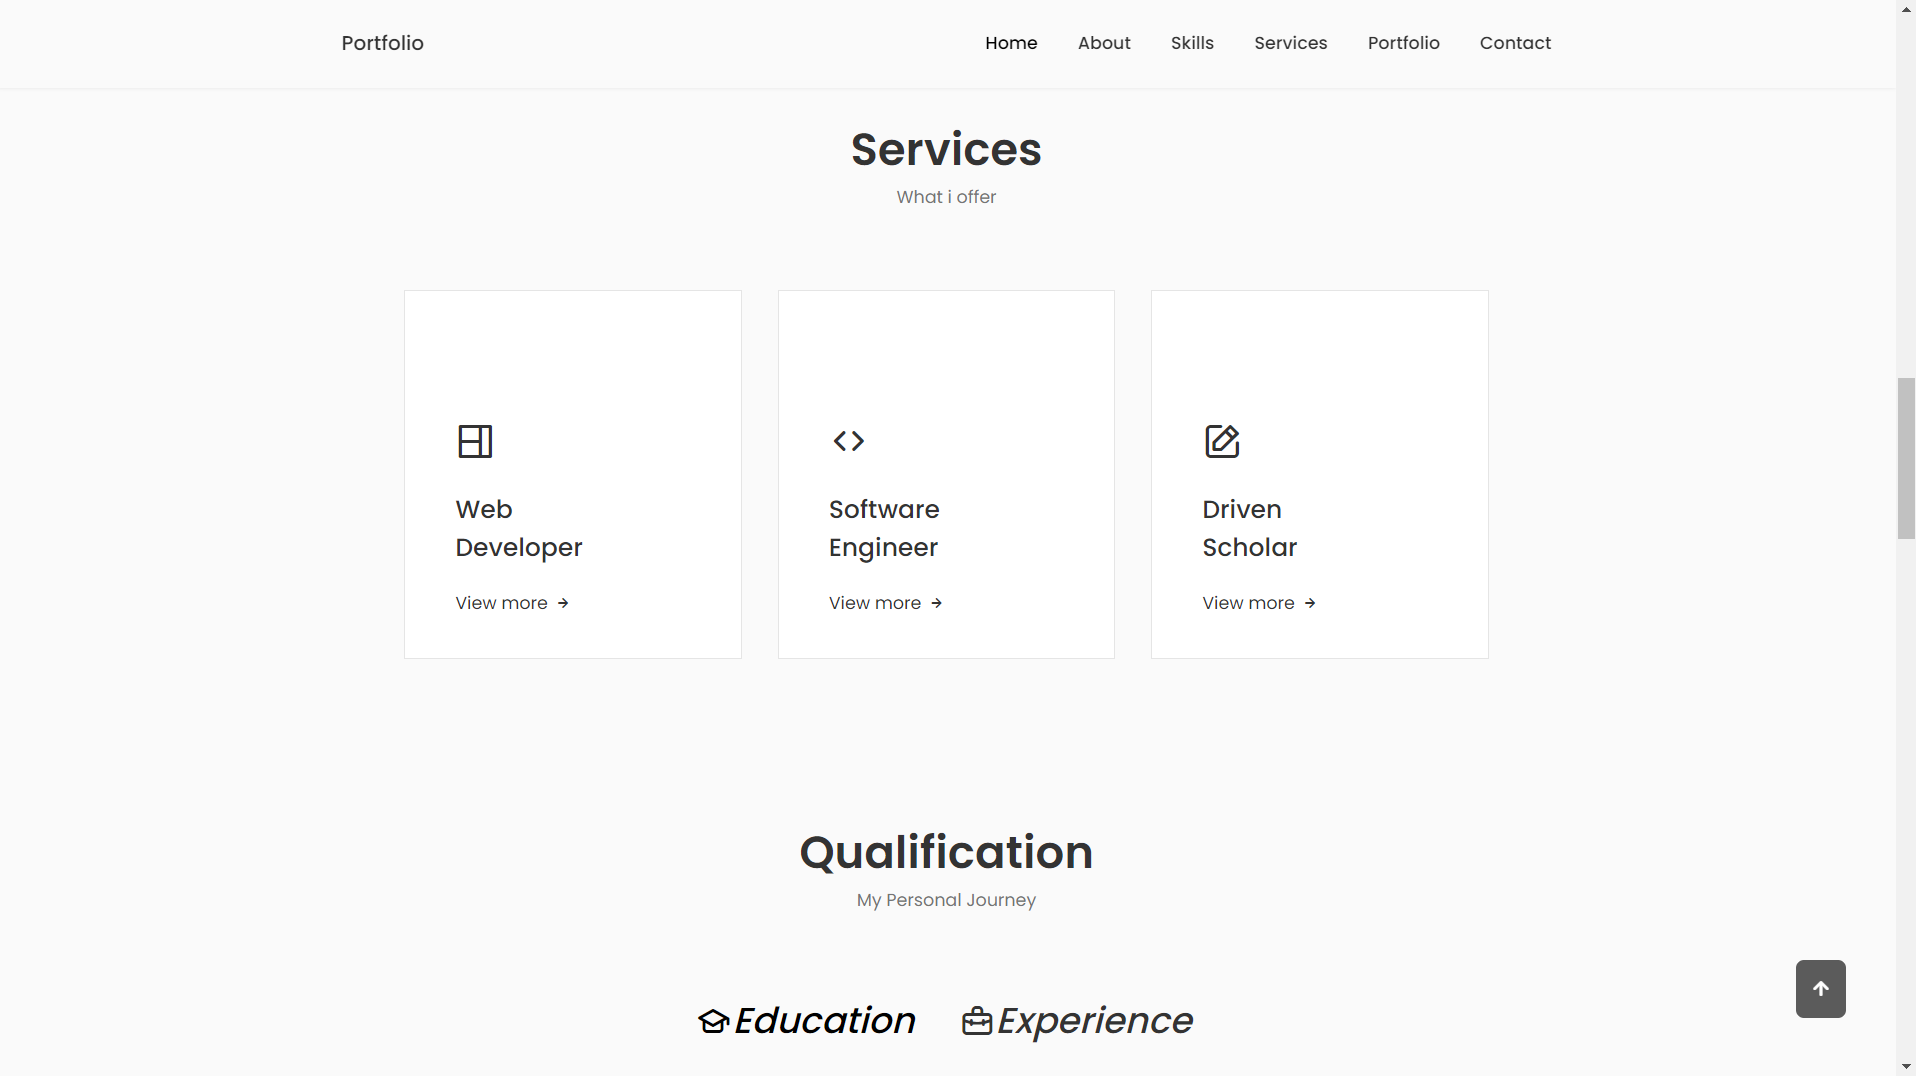 Portfolio
Home About Skills Services Portfolio Contact
Services
What i offer
Web
Developer
View more
Software
Engineer
View more
Driven
Scholar
View more
Qualification
My Personal Journey
Education Experience